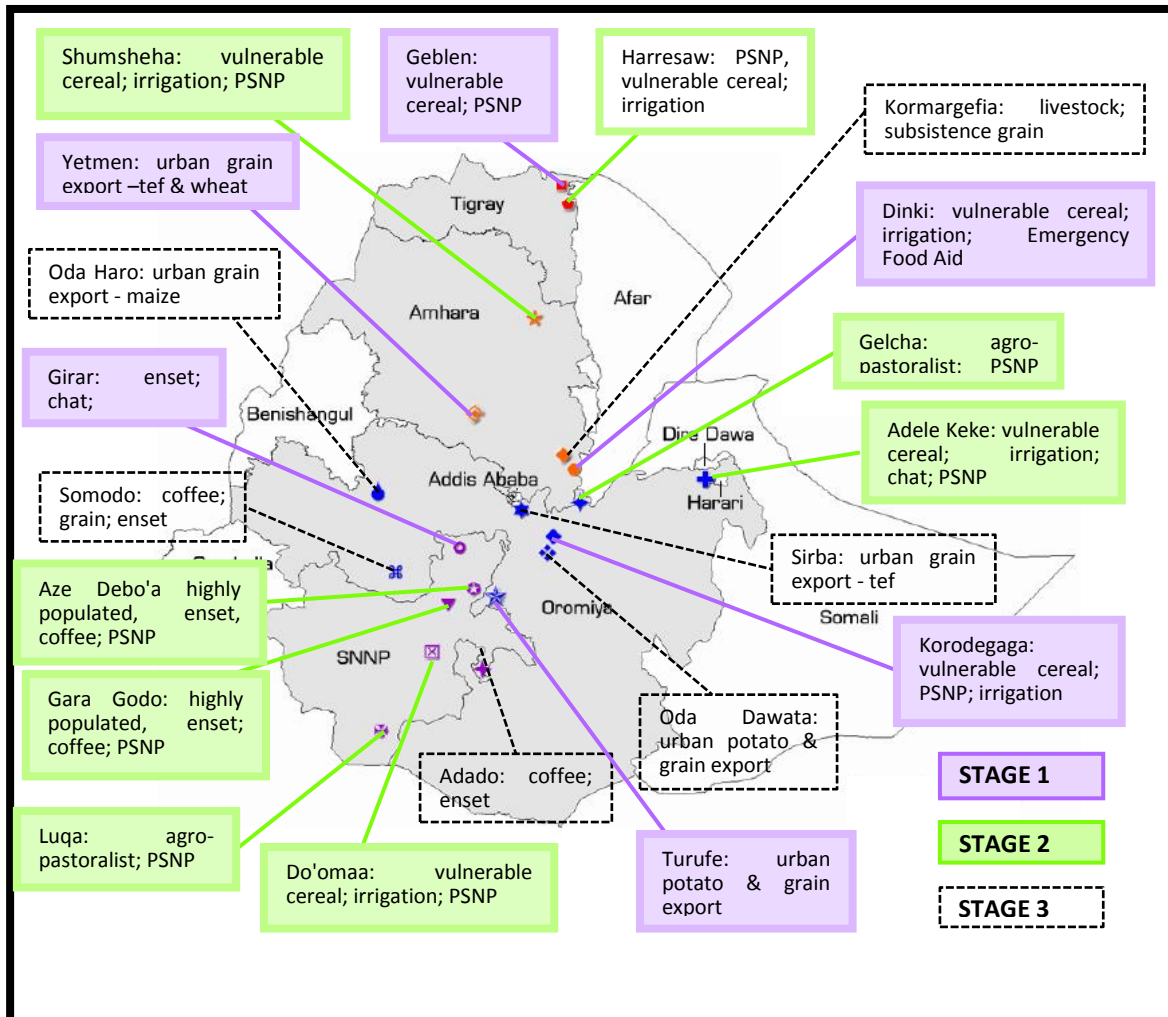 Shumsheha: vulnerable
cereal; irrigation; PSNP
Geblen:
vulnerable
cereal; PSNP
Harresaw: PSNP,
vulnerable cereal;
irrigation
Kormargefia: livestock;
subsistence grain
Yetmen: urban grain
export –tef & wheat
Dinki: vulnerable cereal;
irrigation; Emergency
Food Aid
Oda Haro: urban grain
export - maize
Gelcha: agro-
pastoralist: PSNP
Girar: enset;
chat;
Adele Keke: vulnerable
cereal; irrigation;
chat; PSNP
Somodo: coffee;
grain; enset
Sirba: urban grain
export - tef
Aze Debo'a highly
populated, enset,
coffee; PSNP
Korodegaga:
vulnerable cereal;
PSNP; irrigation
Gara Godo: highly
populated, enset;
coffee; PSNP
Oda Dawata:
urban potato &
grain export
Adado: coffee;
enset
Luqa: agro-
pastoralist; PSNP
Do'omaa: vulnerable
cereal; irrigation; PSNP
Turufe: urban
potato & grain
export
Tigray
Afar
Amhara
Benishangul
Dire Dawa
Addis Ababa
Harari
Oromiya
Somali
SNNP
STAGE 1
STAGE 2
STAGE 3